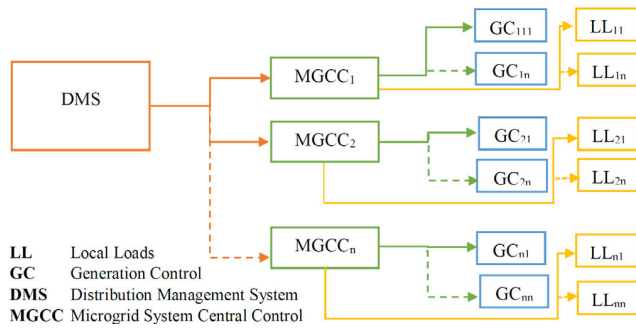 GC₁₁₁
LL₁₁
MGCC₁
GC₁ₙ
LL₁ₙ
DMS
MGCC₂
GC₂₁
LL₂₁
GC₂ₙ
LL₂ₙ
MGCCₙ
GCₙ₁
LLₙ₁
GCₙₙ
LLₙₙ
LL Local Loads
GC Generation Control
DMS Distribution Management System
MGCC Microgrid System Central Control